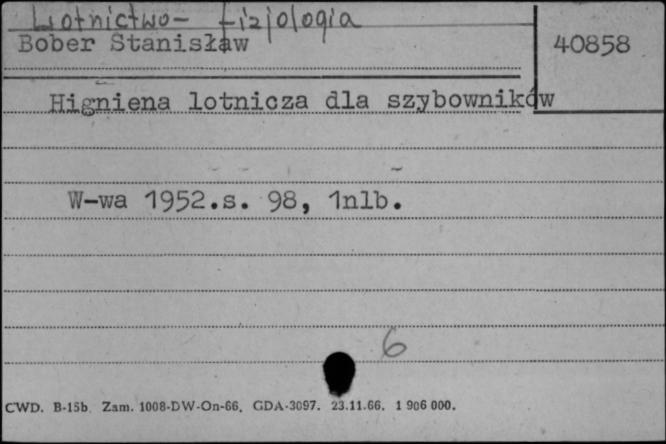 Lotnictwo - fizjologia
Bober Stanisław
40858
Higniena lotnicza dla szybowników
W-wa 1952.s. 98, 1nlb.
6
CWD. B-15b. Zam. 1008-DW-On-66. GDA-3097. 23.11.66. 1 906 000.